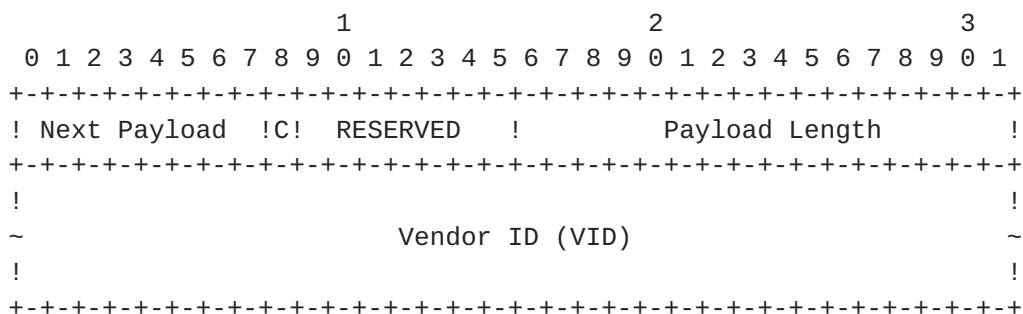 1                   2                   3
 0 1 2 3 4 5 6 7 8 9 0 1 2 3 4 5 6 7 8 9 0 1 2 3 4 5 6 7 8 9 0 1
+-+-+-+-+-+-+-+-+-+-+-+-+-+-+-+-+-+-+-+-+-+-+-+-+-+-+-+-+-+-+-+-+
! Next Payload  !C!  RESERVED   !         Payload Length        !
+-+-+-+-+-+-+-+-+-+-+-+-+-+-+-+-+-+-+-+-+-+-+-+-+-+-+-+-+-+-+-+-+
!                                                               !
~                        Vendor ID (VID)                        ~
!                                                               !
+-+-+-+-+-+-+-+-+-+-+-+-+-+-+-+-+-+-+-+-+-+-+-+-+-+-+-+-+-+-+-+-+